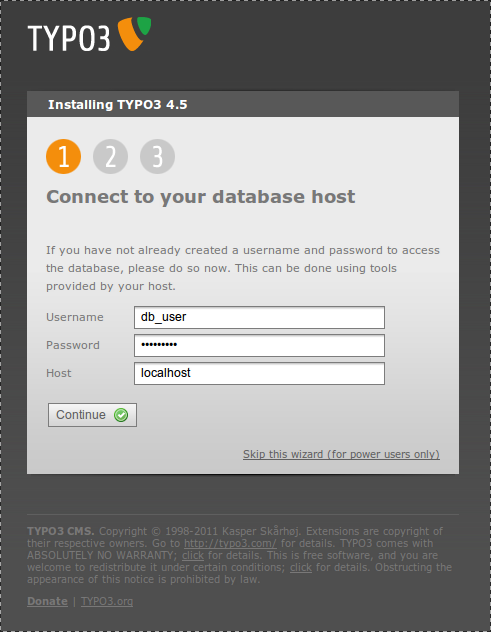 TYPO3
Installing TYPO3 4.5
1 2 3
Connect to your database host
If you have not already created a username and password to access
the database, please do so now. This can be done using tools
provided by your host.
Username db_user
Password •••••••••
Host localhost
Continue
Skip this wizard (for power users only)
TYPO3 CMS. Copyright © 1998-2011 Kasper Skårhøj. Extensions are copyright of
their respective owners. Go to http://typo3.com/ for details. TYPO3 comes with
ABSOLUTELY NO WARRANTY; click for details. This is free software, and you are
welcome to redistribute it under certain conditions; click for details. Obstructing the
appearance of this notice is prohibited by law.
Donate | TYPO3.org